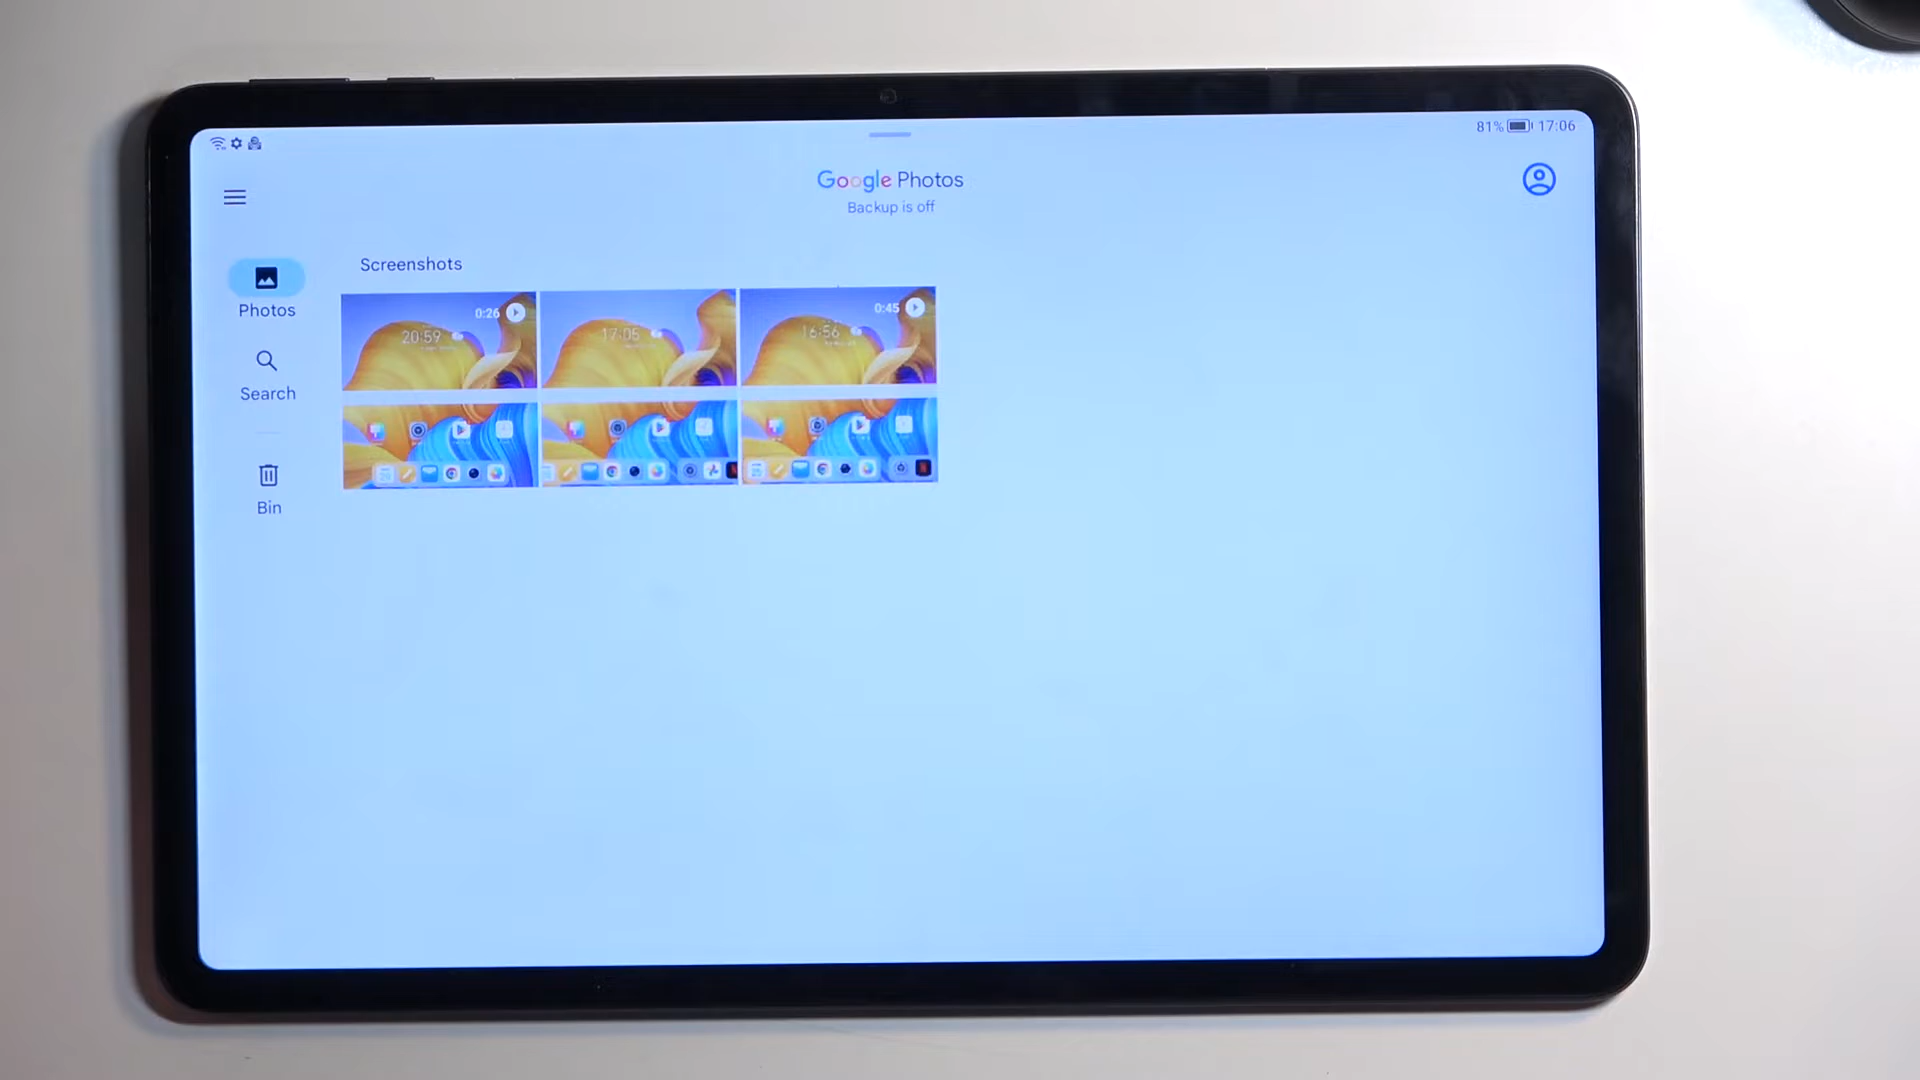 81% 17:06
Google Photos
Backup is off
Screenshots
Photos
Search
Bin
0:26
20:59
17:05
0:45
16:56